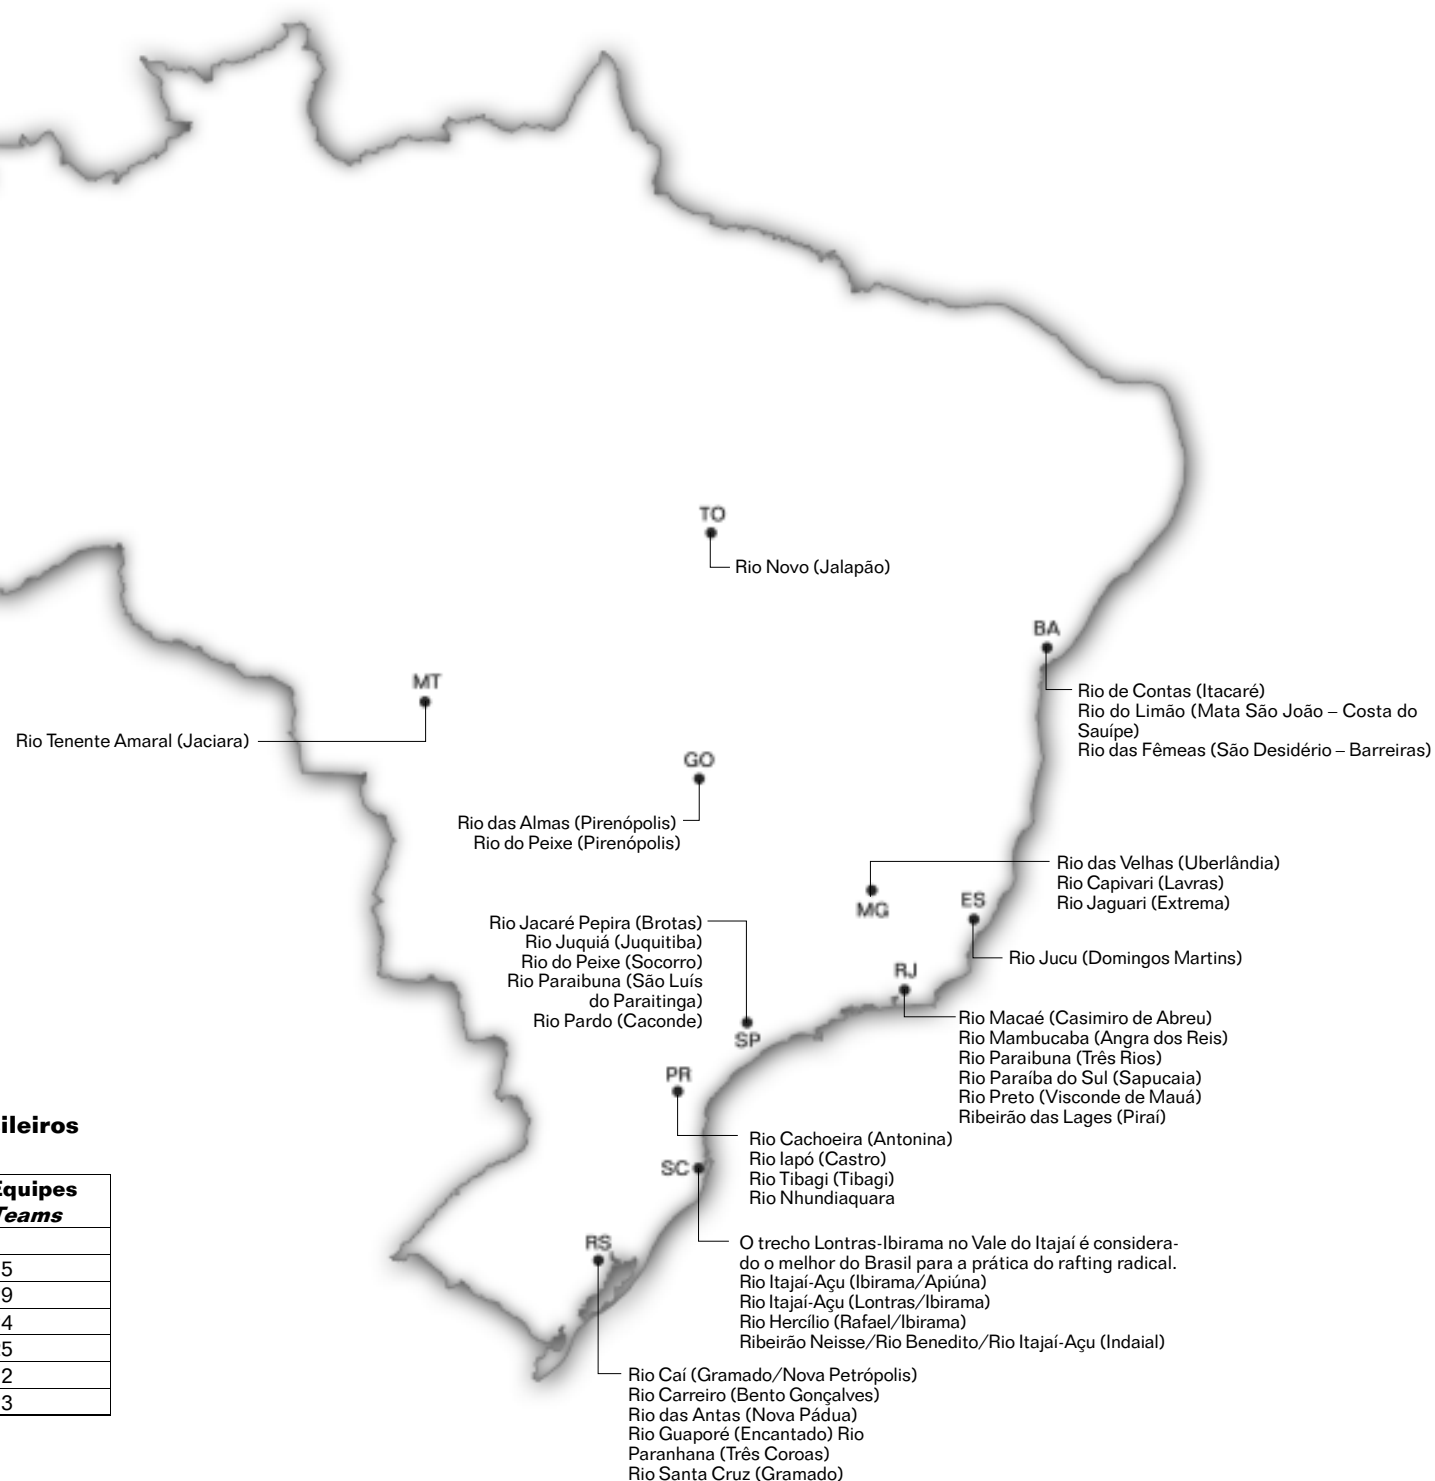 TO
Rio Novo (Jalapão)
BA
Rio de Contas (Itacaré)
Rio do Limão (Mata São João – Costa do
Sauípe)
Rio das Fêmeas (São Desidério – Barreiras)
MT
Rio Tenente Amaral (Jaciara)
GO
Rio das Almas (Pirenópolis)
Rio do Peixe (Pirenópolis)
Rio das Velhas (Uberlândia)
Rio Capivari (Lavras)
Rio Jaguari (Extrema)
MG
ES
Rio Jucu (Domingos Martins)
Rio Jacaré Pepira (Brotas)
Rio Juquiá (Juquitiba)
Rio do Peixe (Socorro)
Rio Paraibuna (São Luís
do Paraitinga)
Rio Pardo (Caconde)
SP
RJ
Rio Macaé (Casimiro de Abreu)
Rio Mambucaba (Angra dos Reis)
Rio Paraibuna (Três Rios)
Rio Paraíba do Sul (Sapucaia)
Rio Preto (Visconde de Mauá)
Ribeirão das Lages (Piraí)
PR
Rio Cachoeira (Antonina)
Rio Iapó (Castro)
Rio Tibagi (Tibagi)
Rio Nhundiaquara
SC
O trecho Lontras-Ibirama no Vale do Itajaí é considera-
do o melhor do Brasil para a prática do rafting radical.
Rio Itajaí-Açu (Ibirama/Apiúna)
Rio Itajaí-Açu (Lontras/Ibirama)
Rio Hercílio (Rafael/Ibirama)
Ribeirão Neisse/Rio Benedito/Rio Itajaí-Açu (Indaial)
RS
Rio Caí (Gramado/Nova Petrópolis)
Rio Carreiro (Bento Gonçalves)
Rio das Antas (Nova Pádua)
Rio Guaporé (Encantado) Rio
Paranhana (Três Coroas)
Rio Santa Cruz (Gramado)
ileiros
Equipes
Teams
5
9
4
5
2
3